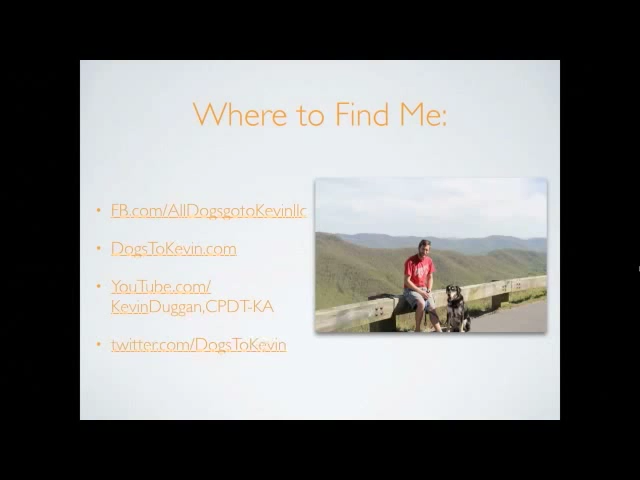 Where to Find Me:
• FB.com/AllDogsgotoKevinllc
• DogsToKevin.com
• YouTube.com/
KevinDuggan,CPDT-KA
• twitter.com/DogsToKevin